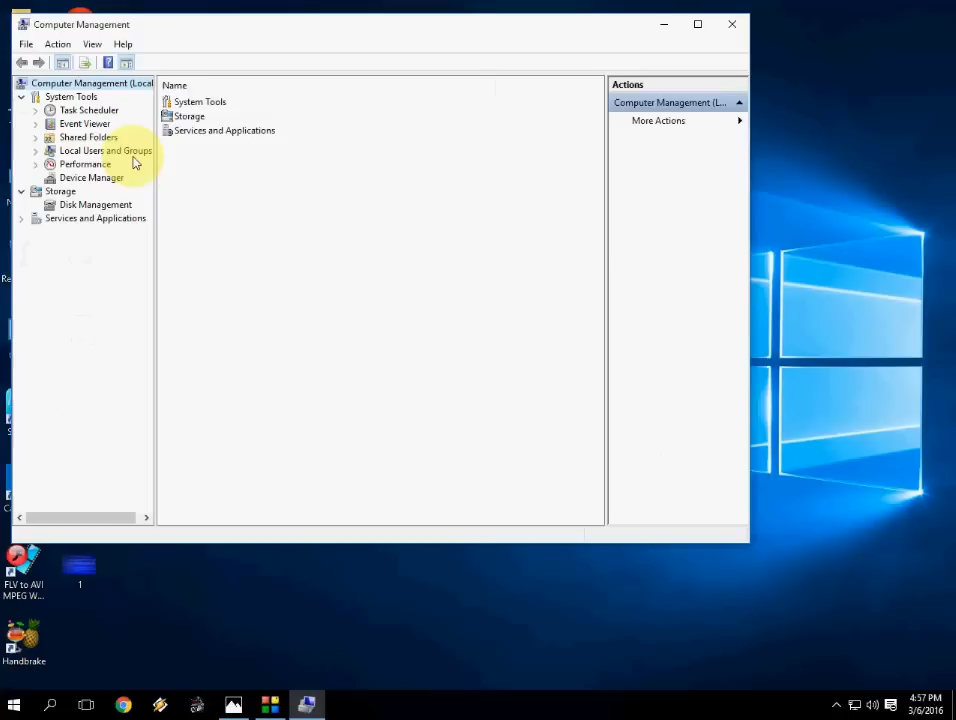 Computer Management
File Action View Help
Computer Management (Local
System Tools
Task Scheduler
Event Viewer
Shared Folders
Local Users and Groups
Performance
Device Manager
Storage
Disk Management
Services and Applications
Name
System Tools
Storage
Services and Applications
Actions
Computer Management (L...
More Actions
FLV to AVI
MPEG W...
1
Handbrake
4:57 PM
3/6/2016